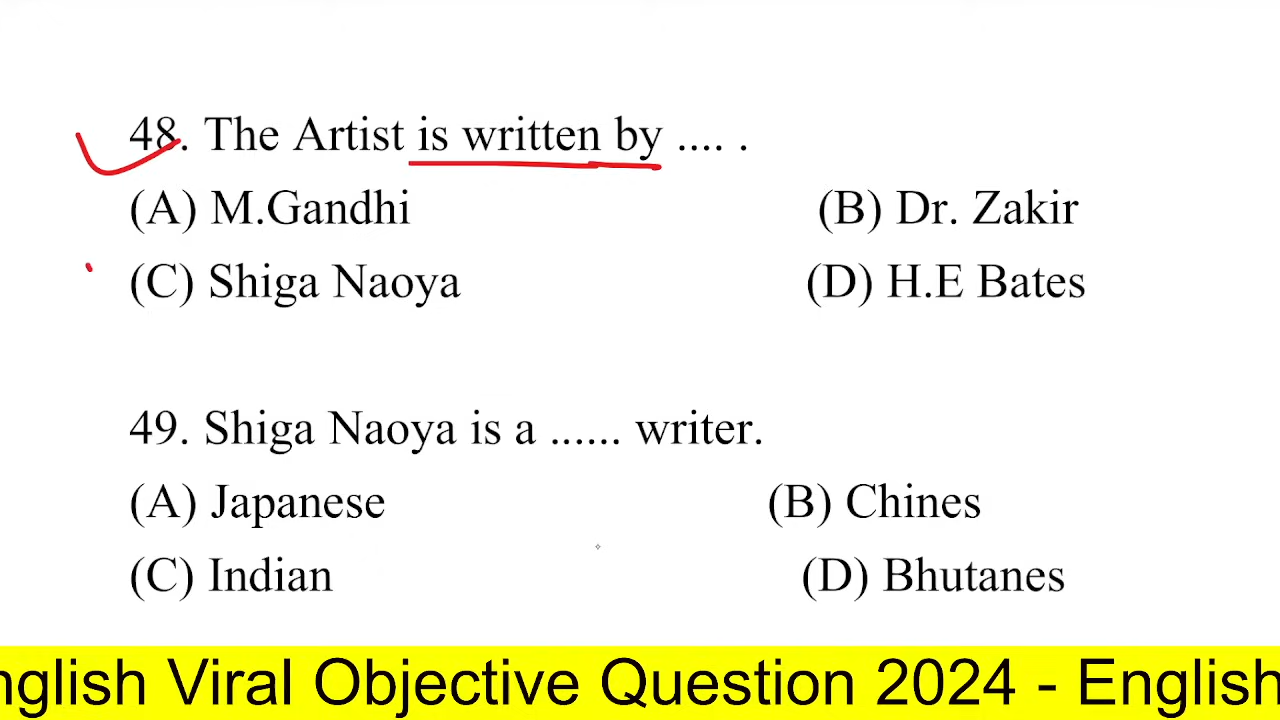 48. The Artist is written by .... .
(A) M.Gandhi (B) Dr. Zakir
(C) Shiga Naoya (D) H.E Bates
49. Shiga Naoya is a ...... writer.
(A) Japanese (B) Chines
(C) Indian (D) Bhutanes
nglish Viral Objective Question 2024 - English